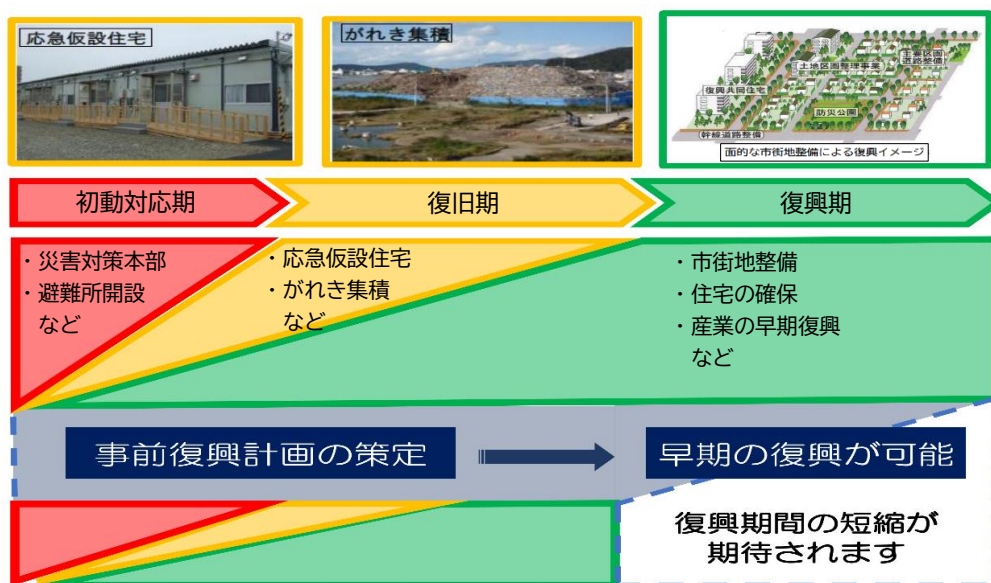 応急仮設住宅
がれき集積
主要区画
道路整備
土地区画整理事業
復興共同住宅
防災公園
幹線道路整備
面的な市街地整備による復興イメージ
初動対応期
復旧期
復興期
・災害対策本部
・避難所開設
など
・応急仮設住宅
・がれき集積
など
・市街地整備
・住宅の確保
・産業の早期復興
など
事前復興計画の策定
早期の復興が可能
復興期間の短縮が
期待されます